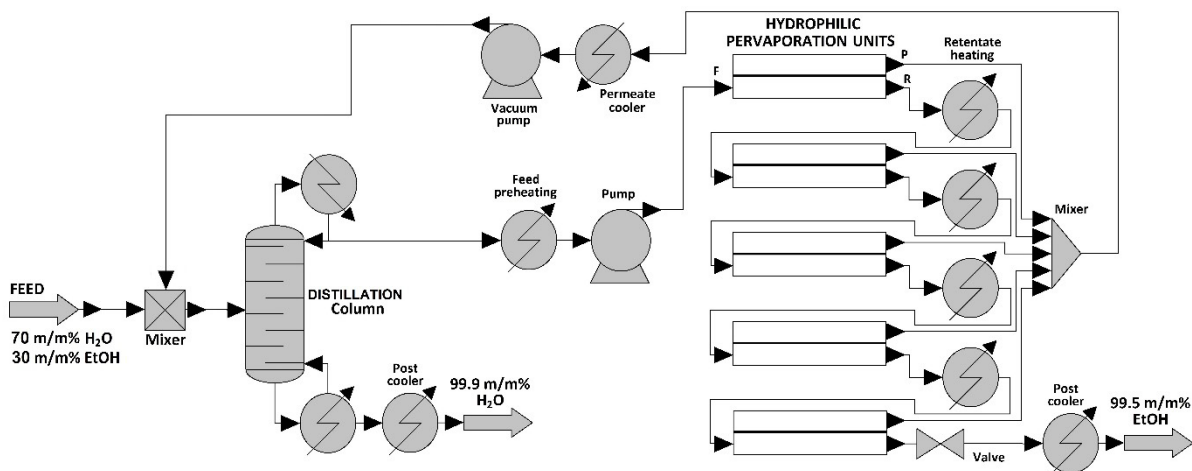 HYDROPHILIC
PERVAPORATION UNITS
Retentate
heating
P
F
R
Vacuum
pump
Permeate
cooler
Feed
preheating
Pump
Mixer
FEED
70 m/m% H₂O
30 m/m% EtOH
Mixer
DISTILLATION
Column
Post
cooler
99.9 m/m%
H₂O
Valve
Post
cooler
99.5 m/m%
EtOH